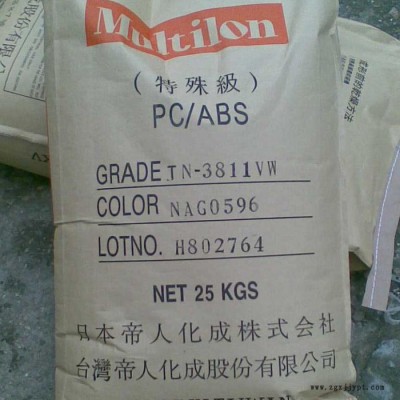 Multilon
(特殊級)
PC/ABS
GRADE TN-3811VW
COLOR NAG0596
LOTNO. H802764
NET 25 KGS
日本帝人化成株式会社
台灣帝人化成股份有限公司